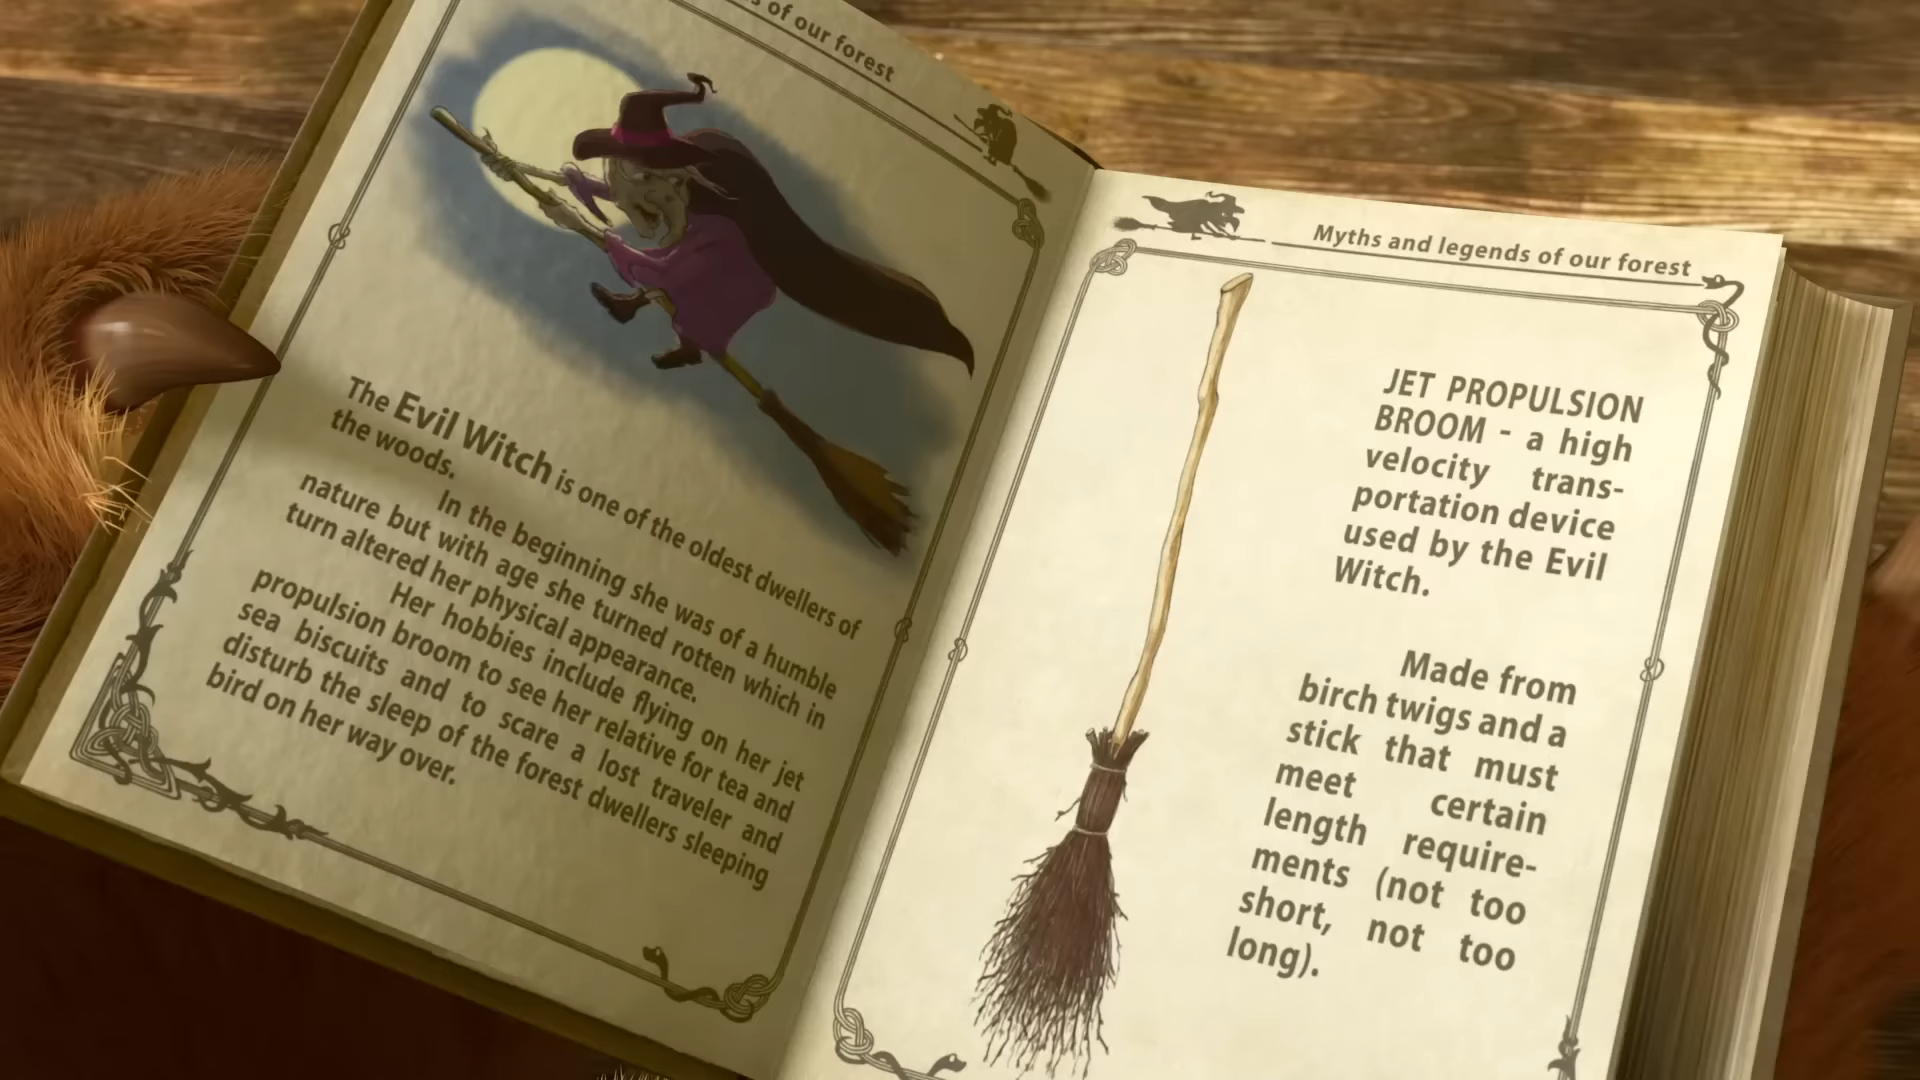 s of our forest
The Evil Witch is one of the oldest dwellers of
the woods.
In the beginning she was of a humble
nature but with age she turned rotten which in
turn altered her physical appearance.
Her hobbies include flying on her jet
propulsion broom to see her relative for tea and
sea biscuits and to scare a lost traveler and
disturb the sleep of the forest dwellers sleeping
bird on her way over.
Myths and legends of our forest
JET PROPULSION
BROOM - a high
velocity trans-
portation device
used by the Evil
Witch.
Made from
birch twigs and a
stick that must
meet certain
length require-
ments (not too
short, not too
long).